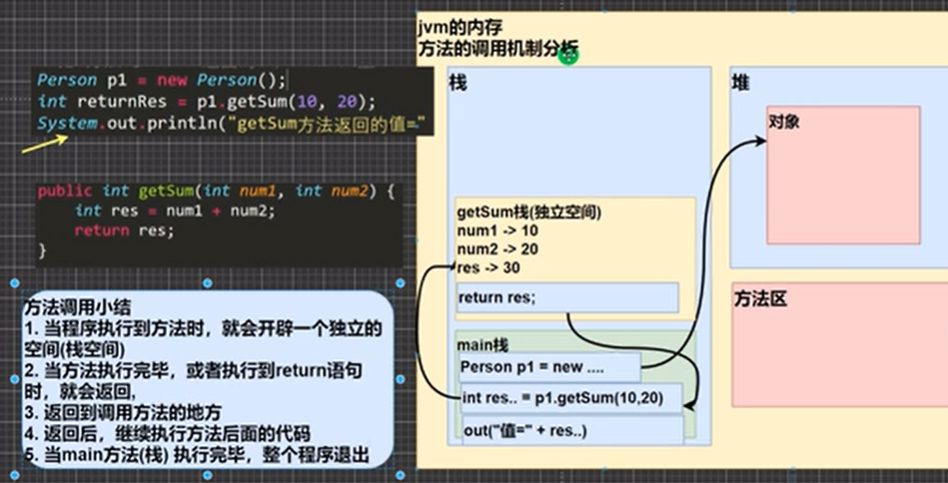 jvm的内存
方法的调用机制分析
Person p1 = new Person();
int returnRes = p1.getSum(10, 20);
System.out.println("getSum方法返回的值="
public int getSum(int num1, int num2) {
int res = num1 + num2;
return res;
}
方法调用小结
1. 当程序执行到方法时，就会开辟一个独立的
空间(栈空间)
2. 当方法执行完毕，或者执行到return语句
时，就会返回，
3. 返回到调用方法的地方
4. 返回后，继续执行方法后面的代码
5. 当main方法(栈) 执行完毕，整个程序退出
栈
getSum栈(独立空间)
num1 -> 10
num2 -> 20
res -> 30
return res;
main栈
Person p1 = new ....
int res.. = p1.getSum(10,20)
out("值=" + res..)
堆
对象
方法区